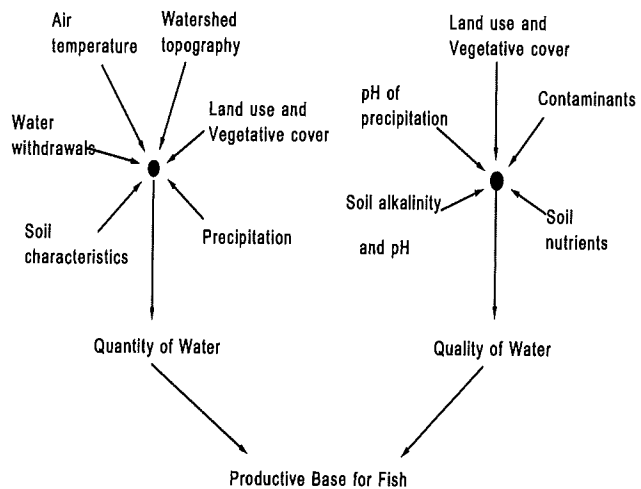 Air
temperature
Watershed
topography
Water
withdrawals
Land use and
Vegetative cover
Soil
characteristics
Precipitation
Quantity of Water
Land use and
Vegetative cover
pH of
precipitation
Contaminants
Soil alkalinity
and pH
Soil
nutrients
Quality of Water
Productive Base for Fish